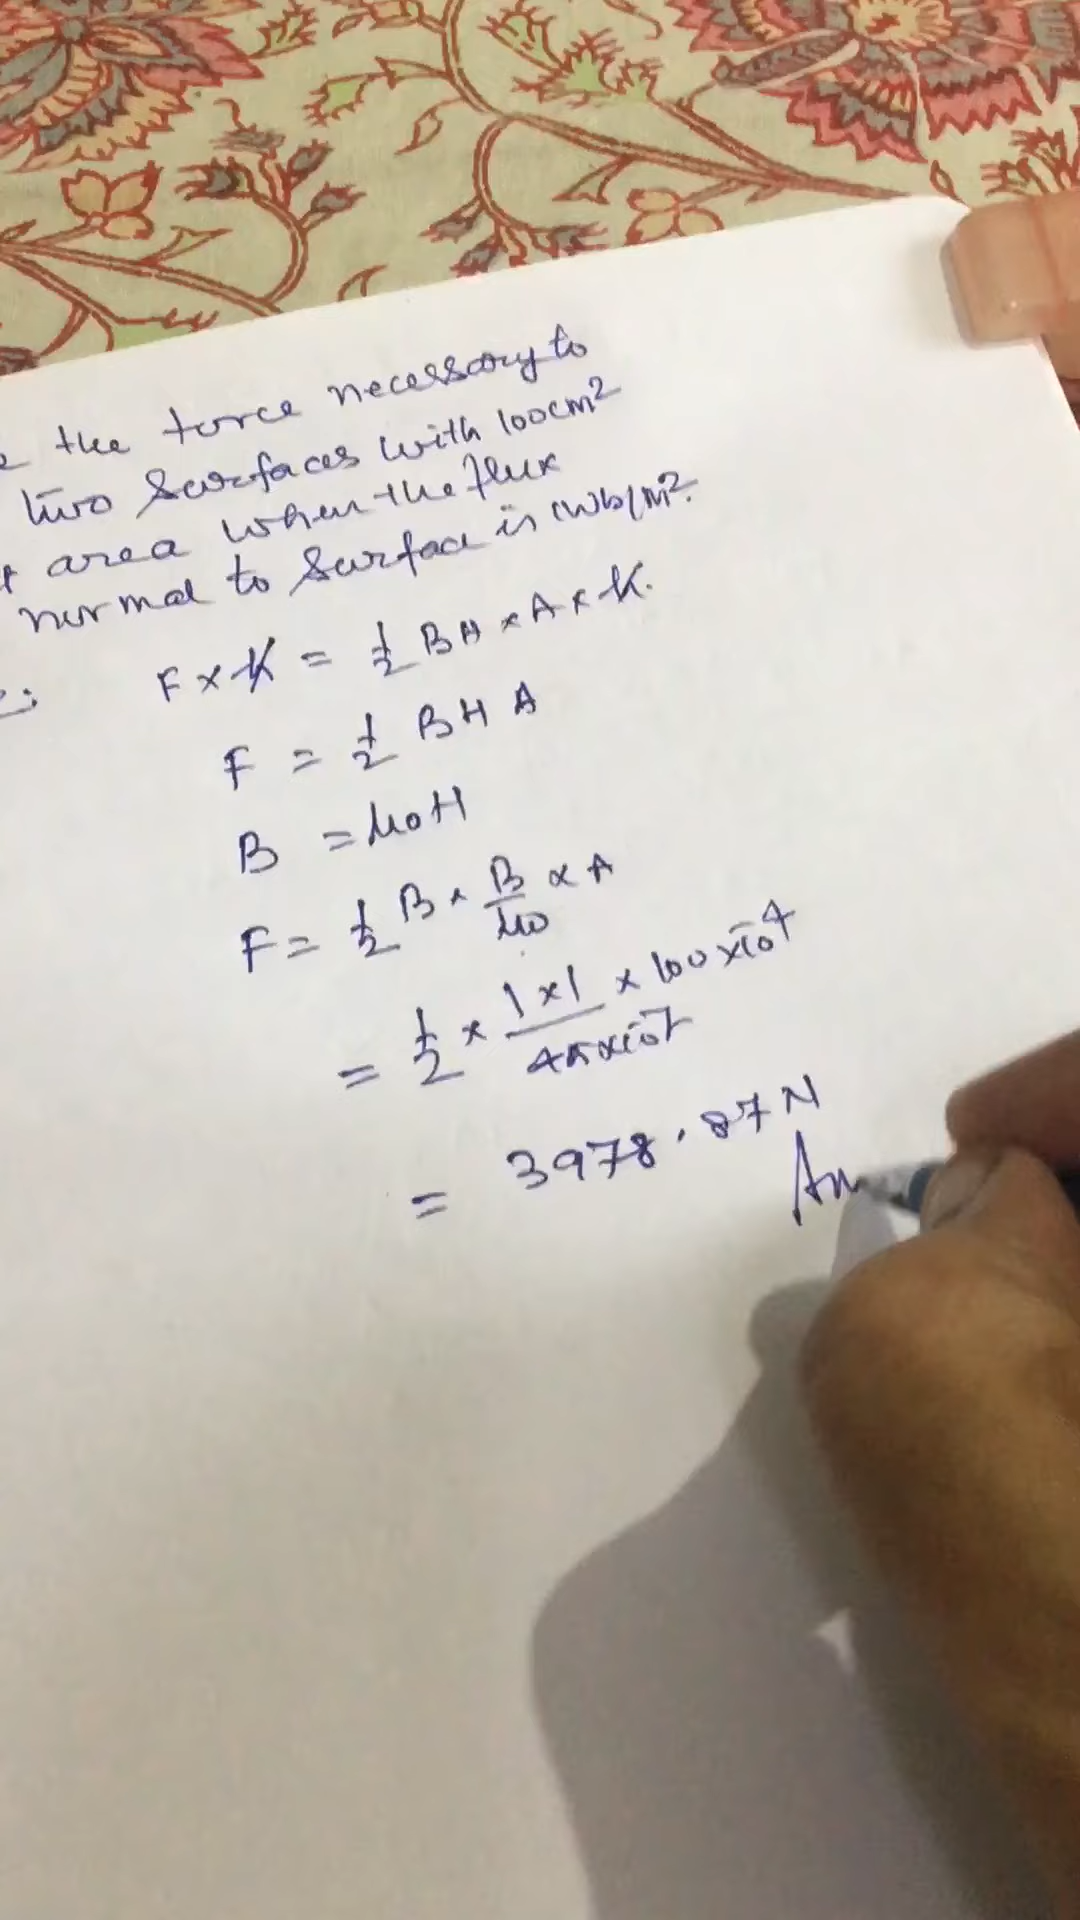 the force necessary to
two surfaces with 100cm²
area when the flux
normal to surface is 1Wb/m².
F × x = 1/2 BH × A × x.
F = 1/2 BHA
B = μ0H
F = 1/2 B × B/μ0 × A
= 1/2 × 1×1/4π×10⁻⁷ × 100×10⁻⁴
= 3978.87N
An